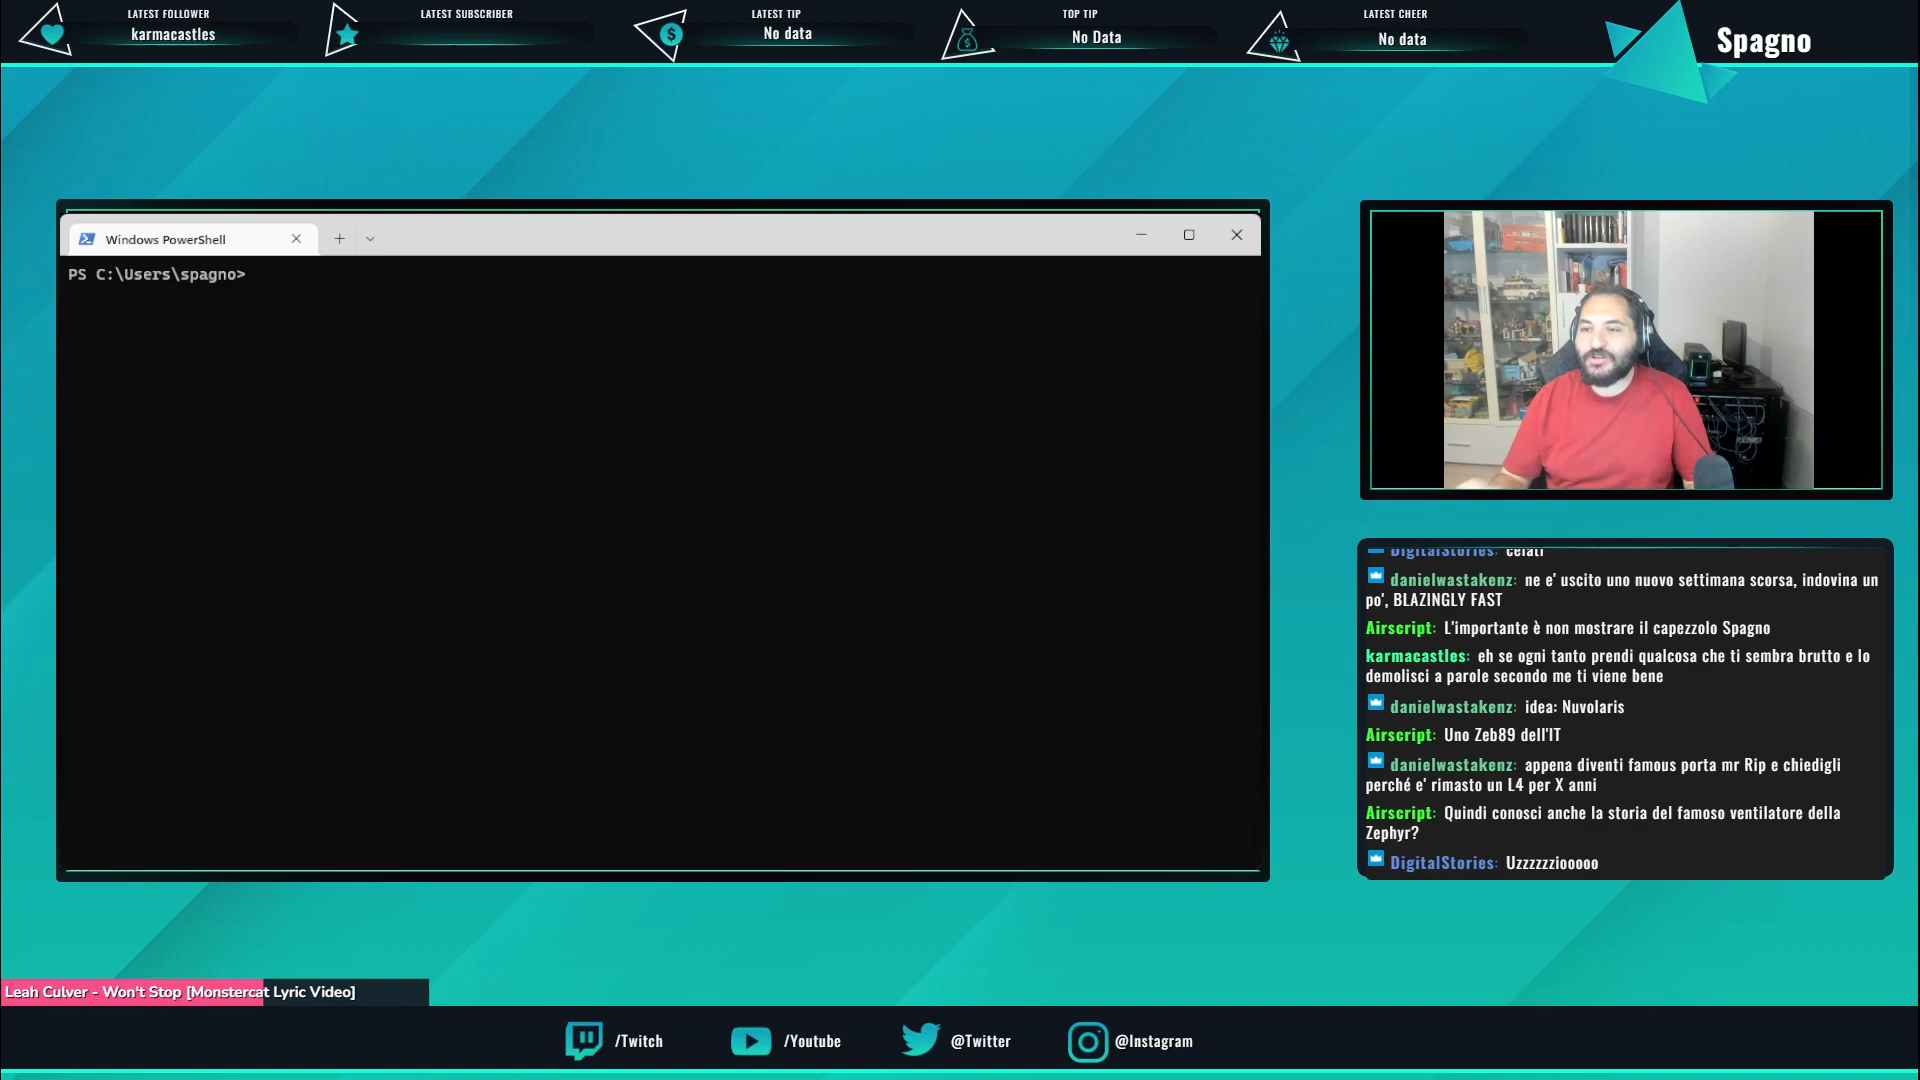 LATEST FOLLOWER
karmacastles
LATEST SUBSCRIBER
LATEST TIP
No data
TOP TIP
No Data
LATEST CHEER
No data
Spagno
Windows PowerShell
PS C:\Users\spagno>
DigitalStories: celati
danielwastakenz: ne e' uscito uno nuovo settimana scorsa, indovina un
po', BLAZINGLY FAST
Airscript: L'importante è non mostrare il capezzolo Spagno
karmacastles: eh se ogni tanto prendi qualcosa che ti sembra brutto e lo
demolisci a parole secondo me ti viene bene
danielwastakenz: idea: Nuvolaris
Airscript: Uno Zeb89 dell'IT
danielwastakenz: appena diventi famous porta mr Rip e chiedigli
perché e' rimasto un L4 per X anni
Airscript: Quindi conosci anche la storia del famoso ventilatore della
Zephyr?
DigitalStories: Uzzzzzziooooo
Leah Culver - Won't Stop [Monstercat Lyric Video]
/Twitch
/Youtube
@Twitter
@Instagram